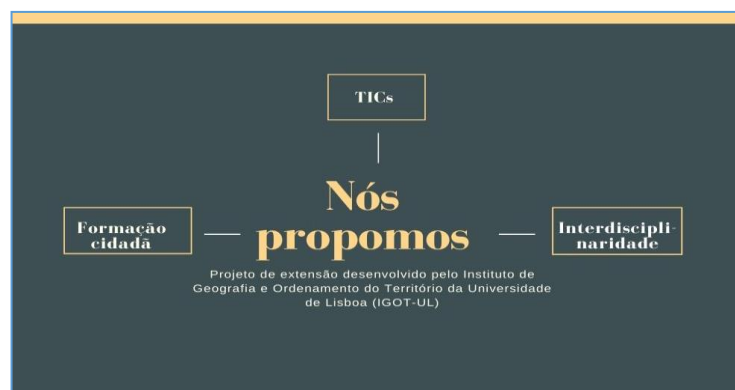 TICs
Nós
propomos
Formação
cidadã
Interdiscipli-
naridade
Projeto de extensão desenvolvido pelo Instituto de
Geografia e Ordenamento do Território da Universidade
de Lisboa (IGOT-UL)